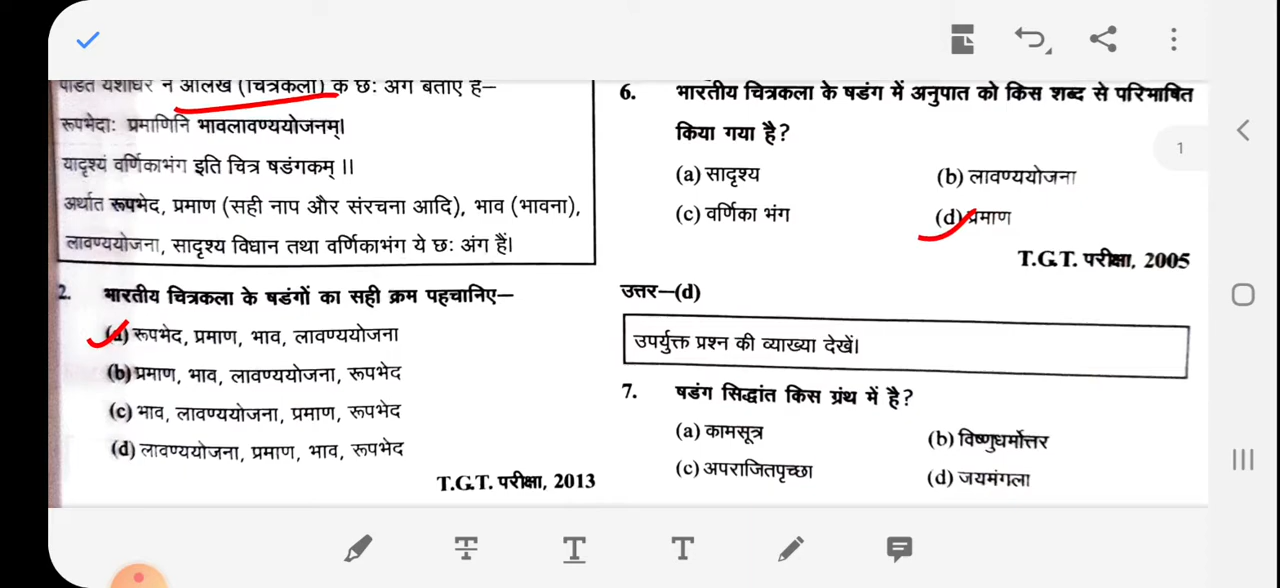 पंडित यशोधर ने आलेख (चित्रकला) के छः अंग बताए हैं–
रूपभेदाः प्रमाणिनि भावलावण्ययोजनम्।
यादृश्यं वर्णिकाभंग इति चित्र षडंगकम् ।।
अर्थात रूपभेद, प्रमाण (सही नाप और संरचना आदि), भाव (भावना),
लावण्ययोजना, सादृश्य विधान तथा वर्णिकाभंग ये छः अंग हैं।
2. भारतीय चित्रकला के षडंगों का सही क्रम पहचानिए–
(a) रूपभेद, प्रमाण, भाव, लावण्ययोजना
(b) प्रमाण, भाव, लावण्ययोजना, रूपभेद
(c) भाव, लावण्ययोजना, प्रमाण, रूपभेद
(d) लावण्ययोजना, प्रमाण, भाव, रूपभेद
T.G.T. परीक्षा, 2013
6. भारतीय चित्रकला के षडंग में अनुपात को किस शब्द से परिभाषित
किया गया है?
(a) सादृश्य (b) लावण्ययोजना
(c) वर्णिका भंग (d) प्रमाण
T.G.T. परीक्षा, 2005
उत्तर–(d)
उपर्युक्त प्रश्न की व्याख्या देखें।
7. षडंग सिद्धांत किस ग्रंथ में है?
(a) कामसूत्र (b) विष्णुधर्मोत्तर
(c) अपराजितपृच्छा (d) जयमंगला
1